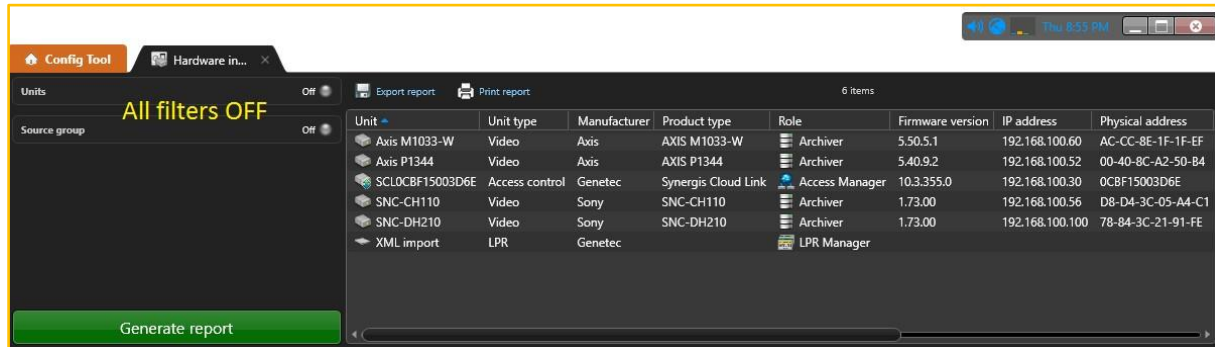 Thu 8:55 PM
Config Tool Hardware in...
Units Off
All filters OFF
Source group Off
Generate report
Export report Print report 6 items
Unit Unit type Manufacturer Product type Role Firmware version IP address Physical address
Axis M1033-W Video Axis AXIS M1033-W Archiver 5.50.5.1 192.168.100.60 AC-CC-8E-1F-1F-EF
Axis P1344 Video Axis AXIS P1344 Archiver 5.40.9.2 192.168.100.52 00-40-8C-A2-50-B4
SCL0CBF15003D6E Access control Genetec Synergis Cloud Link Access Manager 10.3.355.0 192.168.100.30 0CBF15003D6E
SNC-CH110 Video Sony SNC-CH110 Archiver 1.73.00 192.168.100.56 D8-D4-3C-05-A4-C1
SNC-DH210 Video Sony SNC-DH210 Archiver 1.73.00 192.168.100.100 78-84-3C-21-91-FE
XML import LPR Genetec LPR Manager